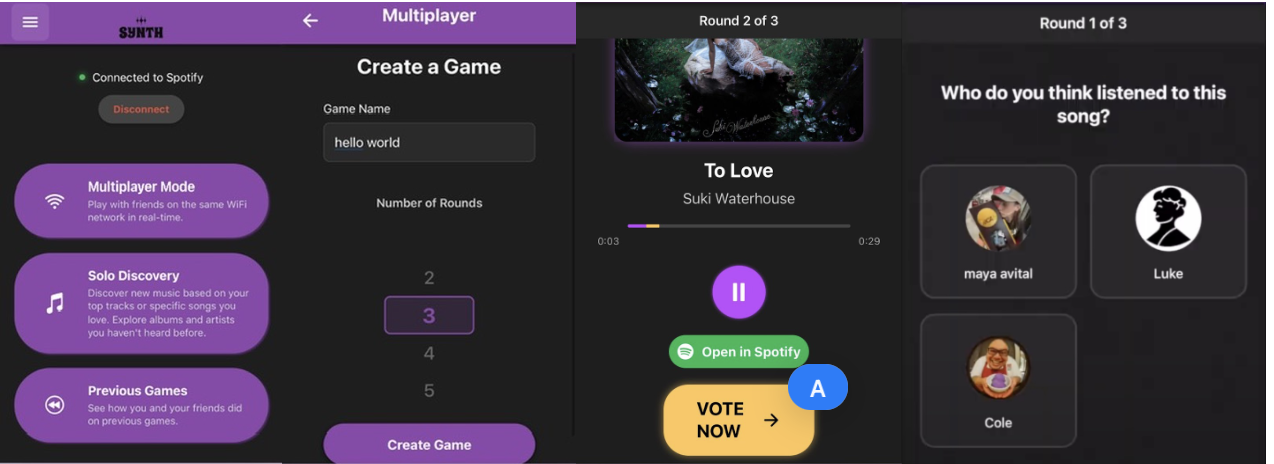 SYNTH
Connected to Spotify
Disconnect
Multiplayer Mode
Play with friends on the same WiFi
network in real-time.
Solo Discovery
Discover new music based on your
top tracks or specific songs you
love. Explore albums and artists
you haven't heard before.
Previous Games
See how you and your friends did
on previous games.
Multiplayer
Create a Game
Game Name
hello world
Number of Rounds
2
3
4
5
Create Game
Round 2 of 3
Suki Waterhouse
To Love
Suki Waterhouse
0:03
0:29
Open in Spotify
A
VOTE
NOW
Round 1 of 3
Who do you think listened to this
song?
maya avital
Luke
Cole